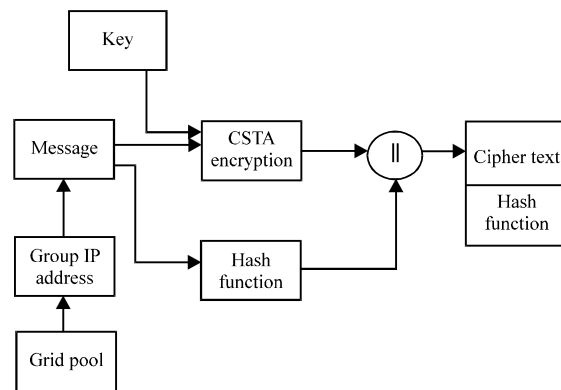 Key
Message
CSTA
encryption
||
Cipher text
Hash
function
Group IP
address
Hash
function
Grid pool